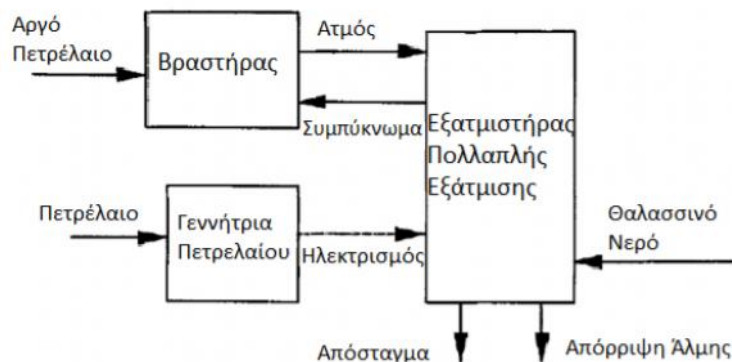 Αργό
Πετρέλαιο
Βραστήρας
Ατμός
Συμπύκνωμα
Εξατμιστήρας
Πολλαπλής
Εξάτμισης
Πετρέλαιο
Γεννήτρια
Πετρελαίου
Ηλεκτρισμός
Θαλασσινό
Νερό
Απόσταγμα
Απόρριψη Άλμης